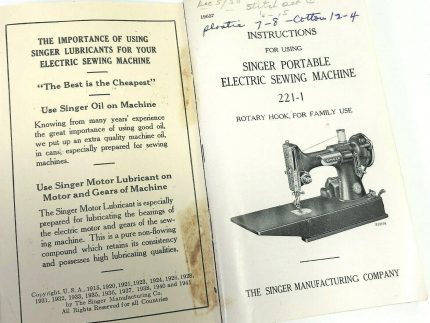 THE IMPORTANCE OF USING
SINGER LUBRICANTS FOR YOUR
ELECTRIC SEWING MACHINE
"The Best is the Cheapest"
Use Singer Oil on Machine
Knowing from many years' experience
the great importance of using good oil,
we put up an extra quality machine oil,
in cans, especially prepared for sewing
machines.
Use Singer Motor Lubricant on
Motor and Gears of Machine
The Singer Motor Lubricant is especially
prepared for lubricating the bearings of
the electric motor and gears of the sew-
ing machine. This is a pure non-flowing
compound which retains its consistency
and possesses high lubricating qualities.
Copyright U. S. A., 1915, 1920, 1921, 1923, 1924, 1926, 1928,
1931, 1932, 1933, 1935, 1936, 1937, 1938, 1940 and 1941
by The Singer Manufacturing Co.
All Rights Reserved for all Countries
plastic 7-8-Cotton 12-4
INSTRUCTIONS
FOR USING
SINGER PORTABLE
ELECTRIC SEWING MACHINE
221-1
ROTARY HOOK, FOR FAMILY USE
THE SINGER MANUFACTURING COMPANY